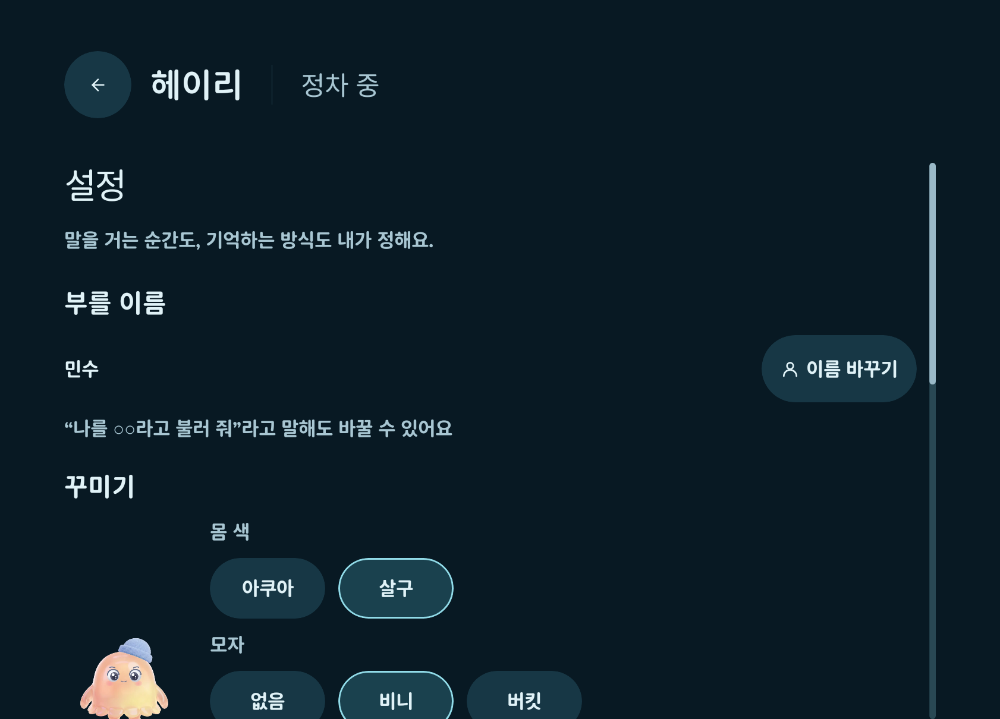 헤이리
정차 중
설정
말을 거는 순간도, 기억하는 방식도 내가 정해요.
부를 이름
민수
이름 바꾸기
“나를 ○○라고 불러 줘”라고 말해도 바꿀 수 있어요
꾸미기
몸 색
아쿠아
살구
모자
없음
비니
버킷